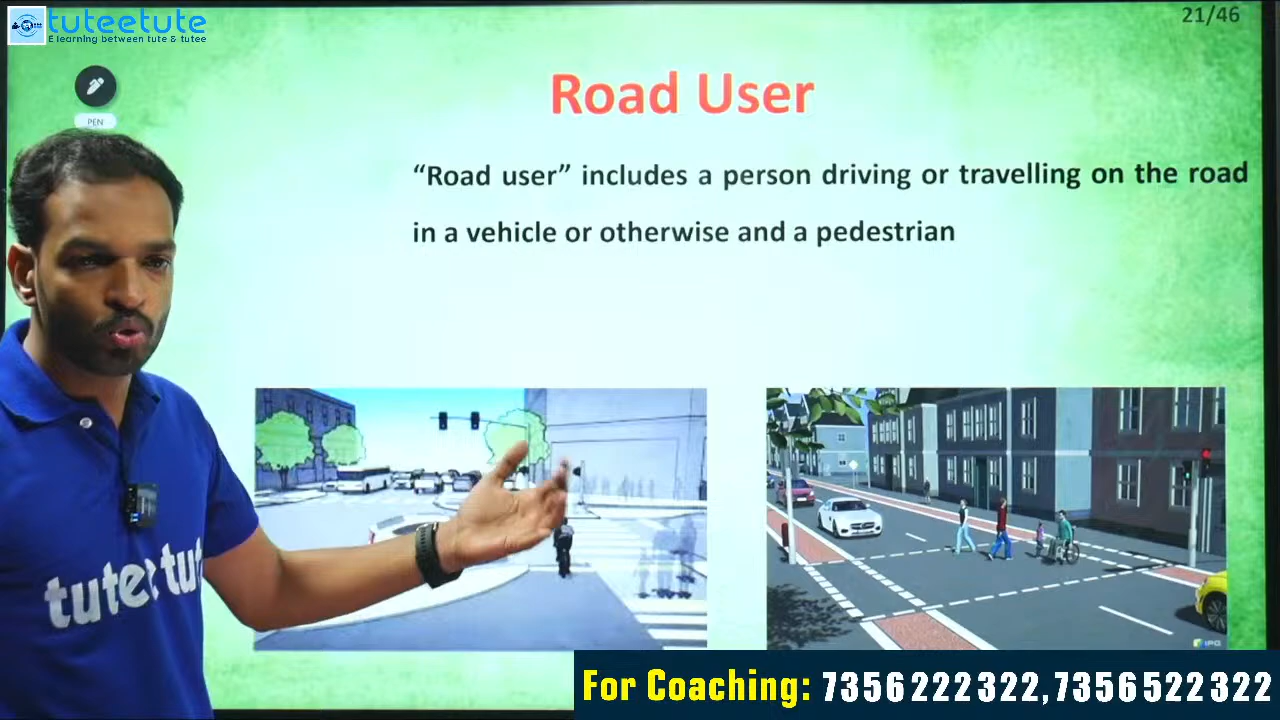 tuteetute
E learning between tute & tutee
21/46
PEN
Road User
“Road user” includes a person driving or travelling on the road
in a vehicle or otherwise and a pedestrian
IPG
For Coaching: 7356222322,7356522322